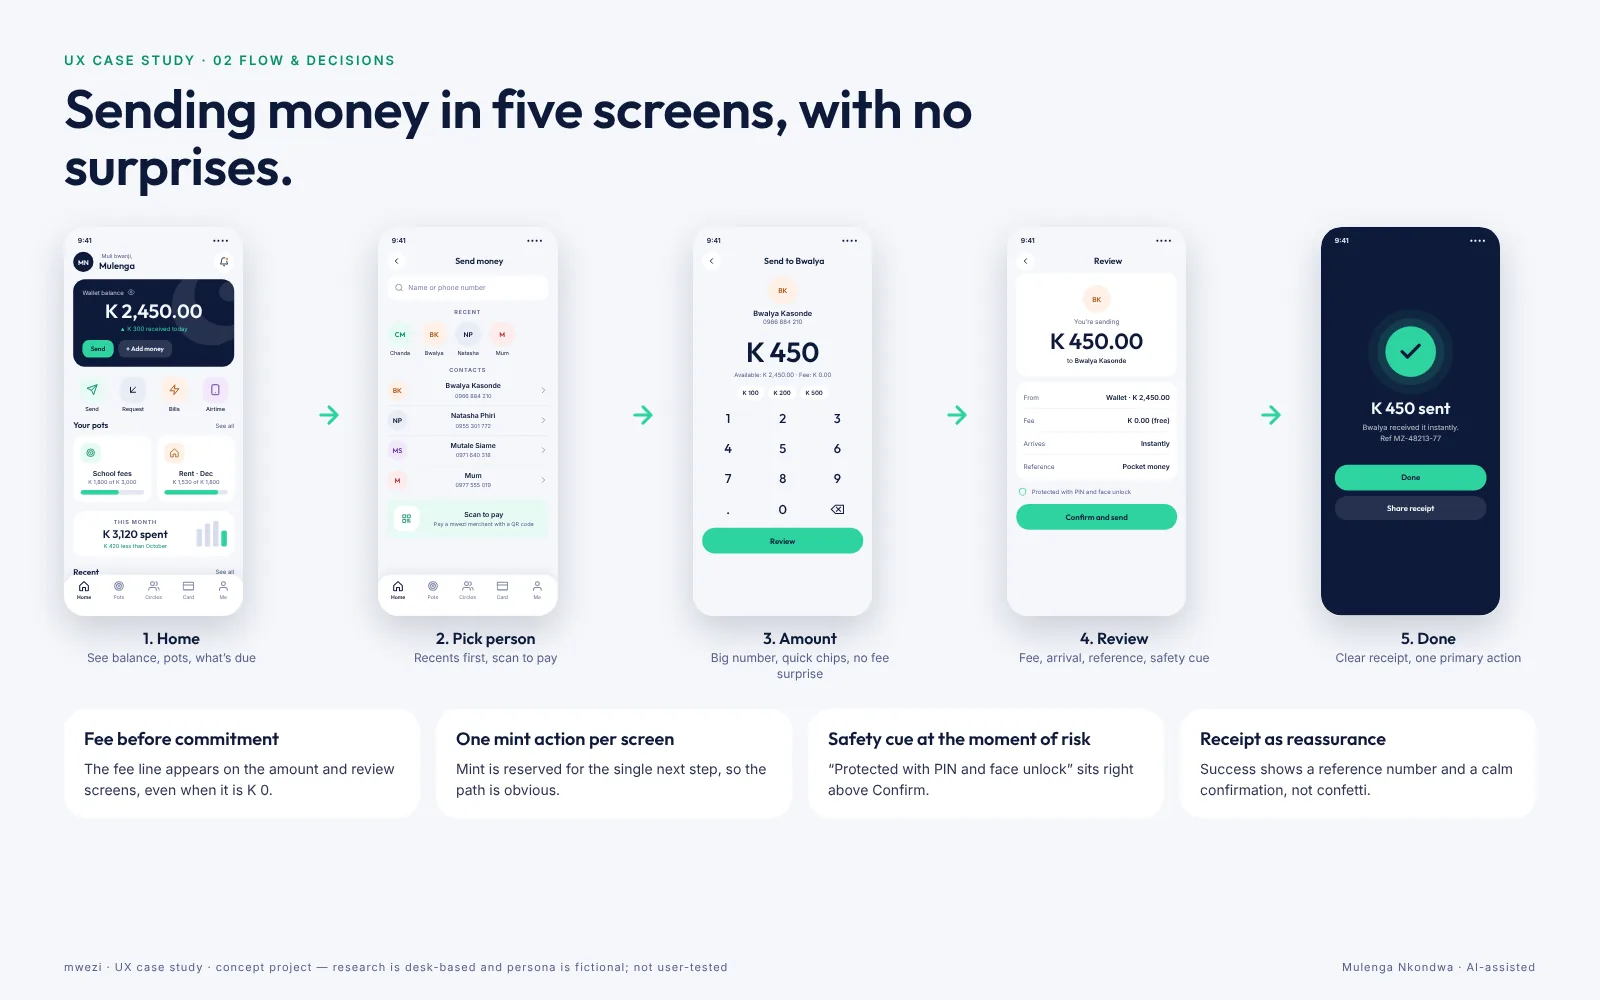 UX CASE STUDY · 02 FLOW & DECISIONS
Sending money in five screens, with no
surprises.
9:41
MN
Muli bwanji,
Mulenga
Wallet balance
K 2,450.00
▲ K 300 received today
Send
+ Add money
Send
Request
Bills
Airtime
Your pots
See all
School fees
K 1,800 of K 3,000
Rent · Dec
K 1,530 of K 1,800
THIS MONTH
K 3,120 spent
K 420 less than October
Recent
See all
Home
Pots
Circles
Card
Me
1. Home
See balance, pots, what’s due
9:41
Send money
Name or phone number
RECENT
CM
BK
NP
M
Chanda
Bwalya
Natasha
Mum
CONTACTS
BK
Bwalya Kasonde
0966 884 210
NP
Natasha Phiri
0955 301 772
MS
Mutale Siame
0971 640 318
M
Mum
0977 555 019
Scan to pay
Pay a mwezi merchant with a QR code
Home
Pots
Circles
Card
Me
2. Pick person
Recents first, scan to pay
9:41
Send to Bwalya
BK
Bwalya Kasonde
0966 884 210
K 450
Available: K 2,450.00 · Fee: K 0.00
K 100
K 200
K 500
1
2
3
4
5
6
7
8
9
.
0
Review
3. Amount
Big number, quick chips, no fee
surprise
9:41
Review
BK
You’re sending
K 450.00
to Bwalya Kasonde
From
Wallet · K 2,450.00
Fee
K 0.00 (free)
Arrives
Instantly
Reference
Pocket money
Protected with PIN and face unlock
Confirm and send
4. Review
Fee, arrival, reference, safety cue
9:41
K 450 sent
Bwalya received it instantly.
Ref MZ-48213-77
Done
Share receipt
5. Done
Clear receipt, one primary action
Fee before commitment
The fee line appears on the amount and review
screens, even when it is K 0.
One mint action per screen
Mint is reserved for the single next step, so the
path is obvious.
Safety cue at the moment of risk
“Protected with PIN and face unlock” sits right
above Confirm.
Receipt as reassurance
Success shows a reference number and a calm
confirmation, not confetti.
mwezi · UX case study · concept project — research is desk-based and persona is fictional; not user-tested
Mulenga Nkondwa · AI-assisted